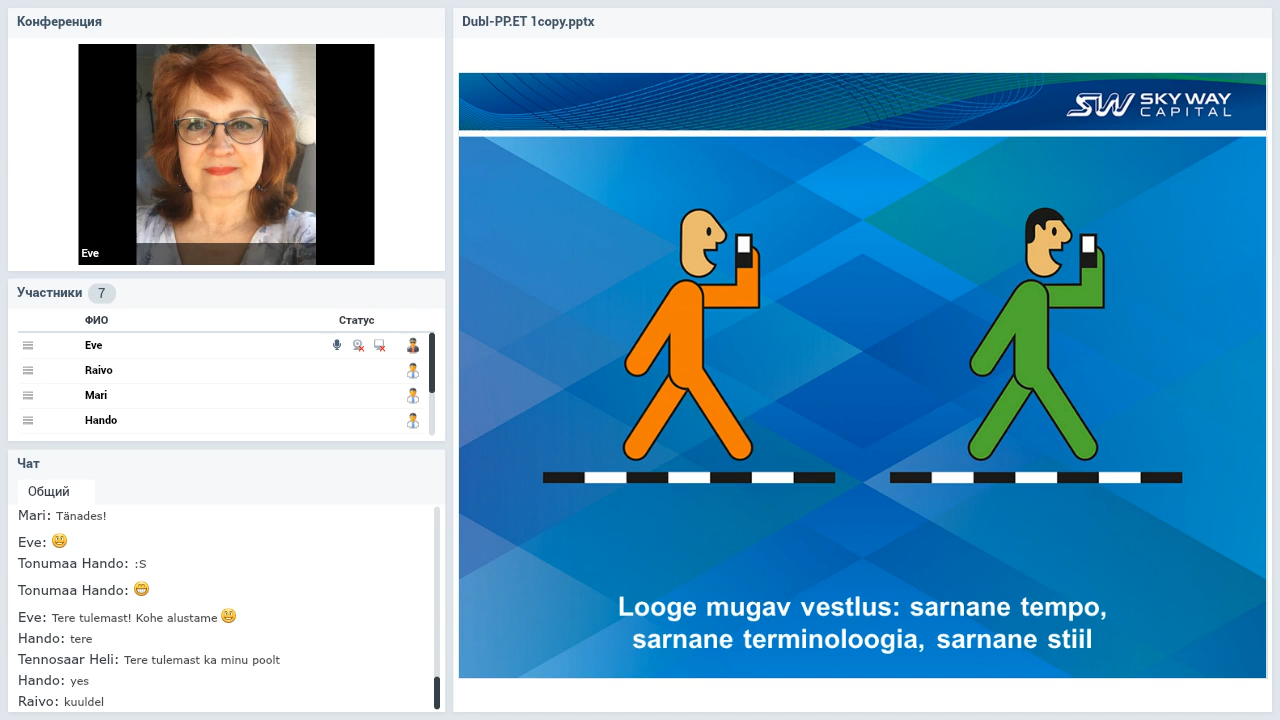 Конференция
Eve
Участники 7
ФИО Статус
Eve
Raivo
Mari
Hando
Чат
Общий
Mari: Tänades!
Eve:
Tonumaa Hando: :S
Tonumaa Hando:
Eve: Tere tulemast! Kohe alustame
Hando: tere
Tennosaar Heli: Tere tulemast ka minu poolt
Hando: yes
Raivo: kuuldel
Dubl-PP.ET 1copy.pptx
SW SKY WAY
CAPITAL
Looge mugav vestlus: sarnane tempo,
sarnane terminoloogia, sarnane stiil